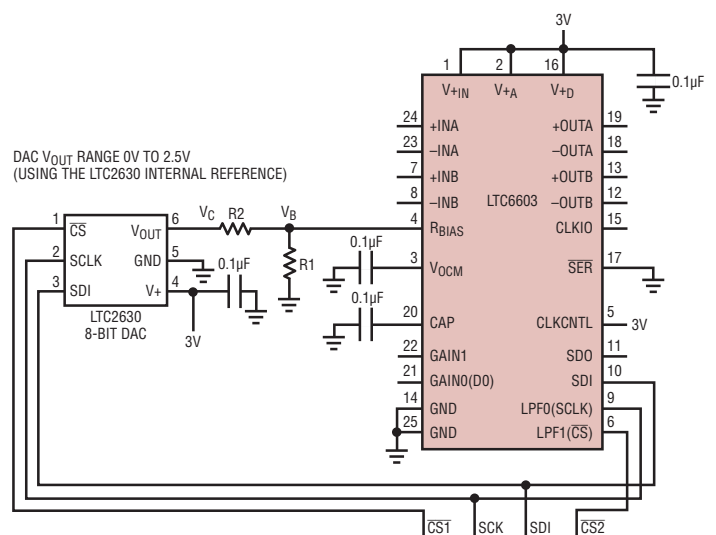 3V
1
2
16
V+IN
V+A
V+D
0.1µF
24
+INA
+OUTA
19
23
–INA
–OUTA
18
7
+INB
+OUTB
13
8
–INB
LTC6603
–OUTB
12
4
RBIAS
CLKIO
15
3
VOCM
SER
17
20
CAP
CLKCNTL
5
3V
22
GAIN1
SDO
11
21
GAIN0(D0)
SDI
10
14
GND
LPF0(SCLK)
9
25
GND
LPF1(CS)
6
DAC VOUT RANGE 0V TO 2.5V
(USING THE LTC2630 INTERNAL REFERENCE)
1
CS
VOUT
6
VC
R2
VB
2
SCLK
GND
5
R1
3
SDI
V+
4
0.1µF
0.1µF
0.1µF
LTC2630
8-BIT DAC
3V
CS1
SCK
SDI
CS2